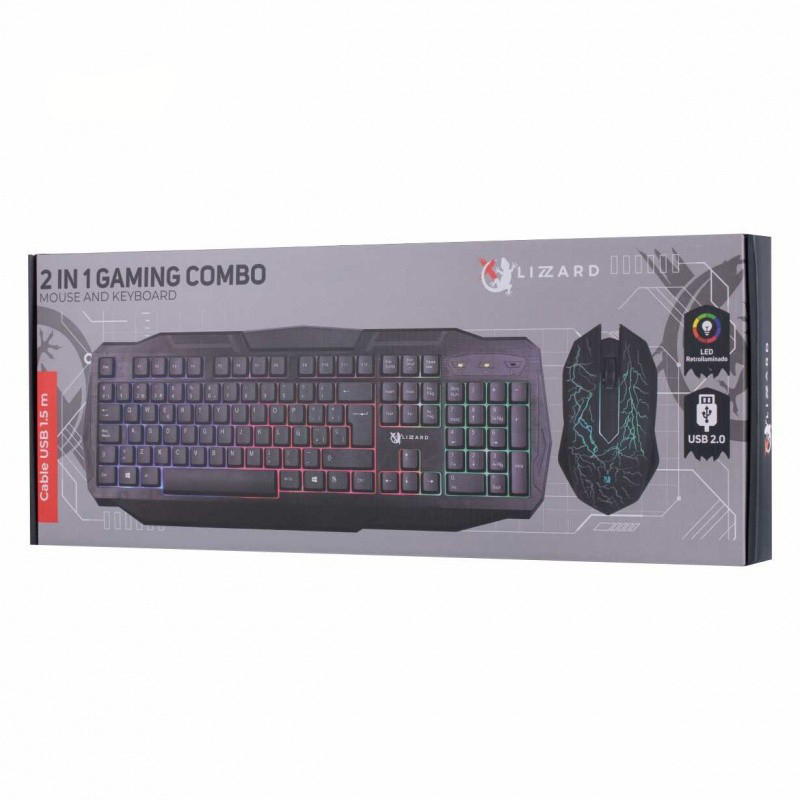 2 IN 1 GAMING COMBO
MOUSE AND KEYBOARD
LIZZARD
Cable USB 1.5 m
LED
Retroiluminado
USB 2.0
LIZZARD
LIZZARD